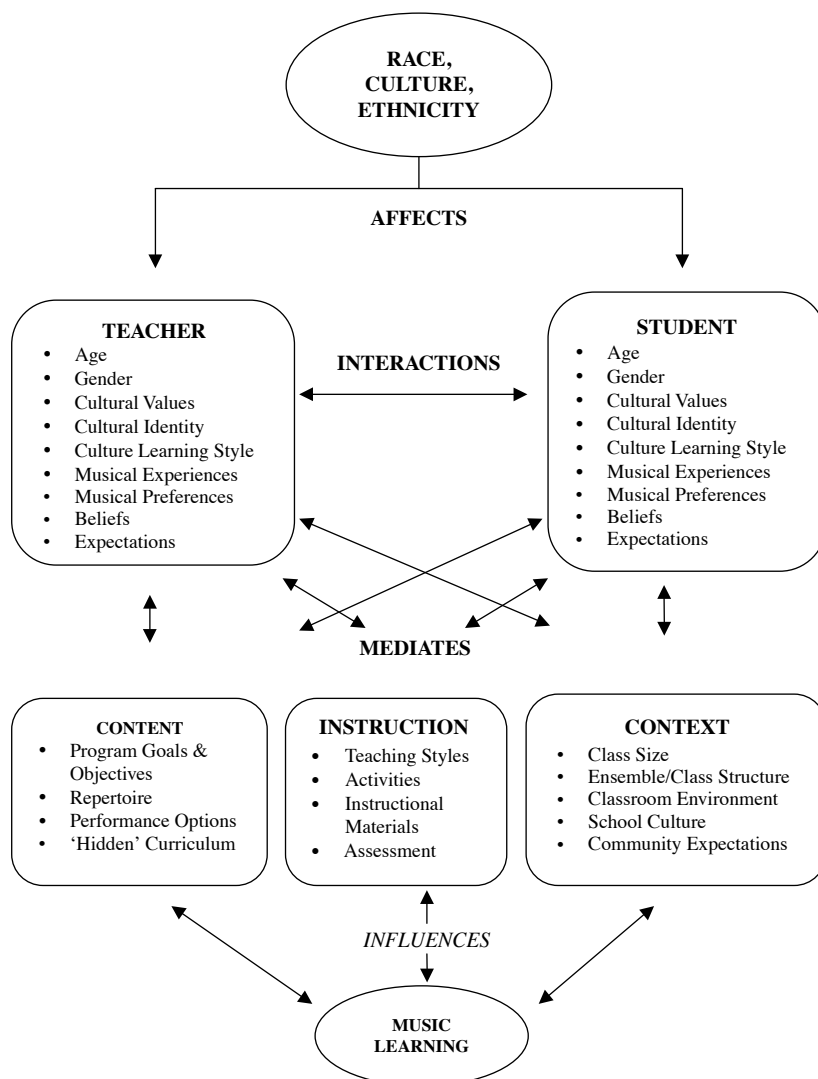 RACE,
CULTURE,
ETHNICITY
AFFECTS
TEACHER
• Age
• Gender
• Cultural Values
• Cultural Identity
• Culture Learning Style
• Musical Experiences
• Musical Preferences
• Beliefs
• Expectations
INTERACTIONS
STUDENT
• Age
• Gender
• Cultural Values
• Cultural Identity
• Culture Learning Style
• Musical Experiences
• Musical Preferences
• Beliefs
• Expectations
MEDIATES
CONTENT
• Program Goals &
Objectives
• Repertoire
• Performance Options
• ‘Hidden’ Curriculum
INSTRUCTION
• Teaching Styles
• Activities
• Instructional
Materials
• Assessment
CONTEXT
• Class Size
• Ensemble/Class Structure
• Classroom Environment
• School Culture
• Community Expectations
INFLUENCES
MUSIC
LEARNING